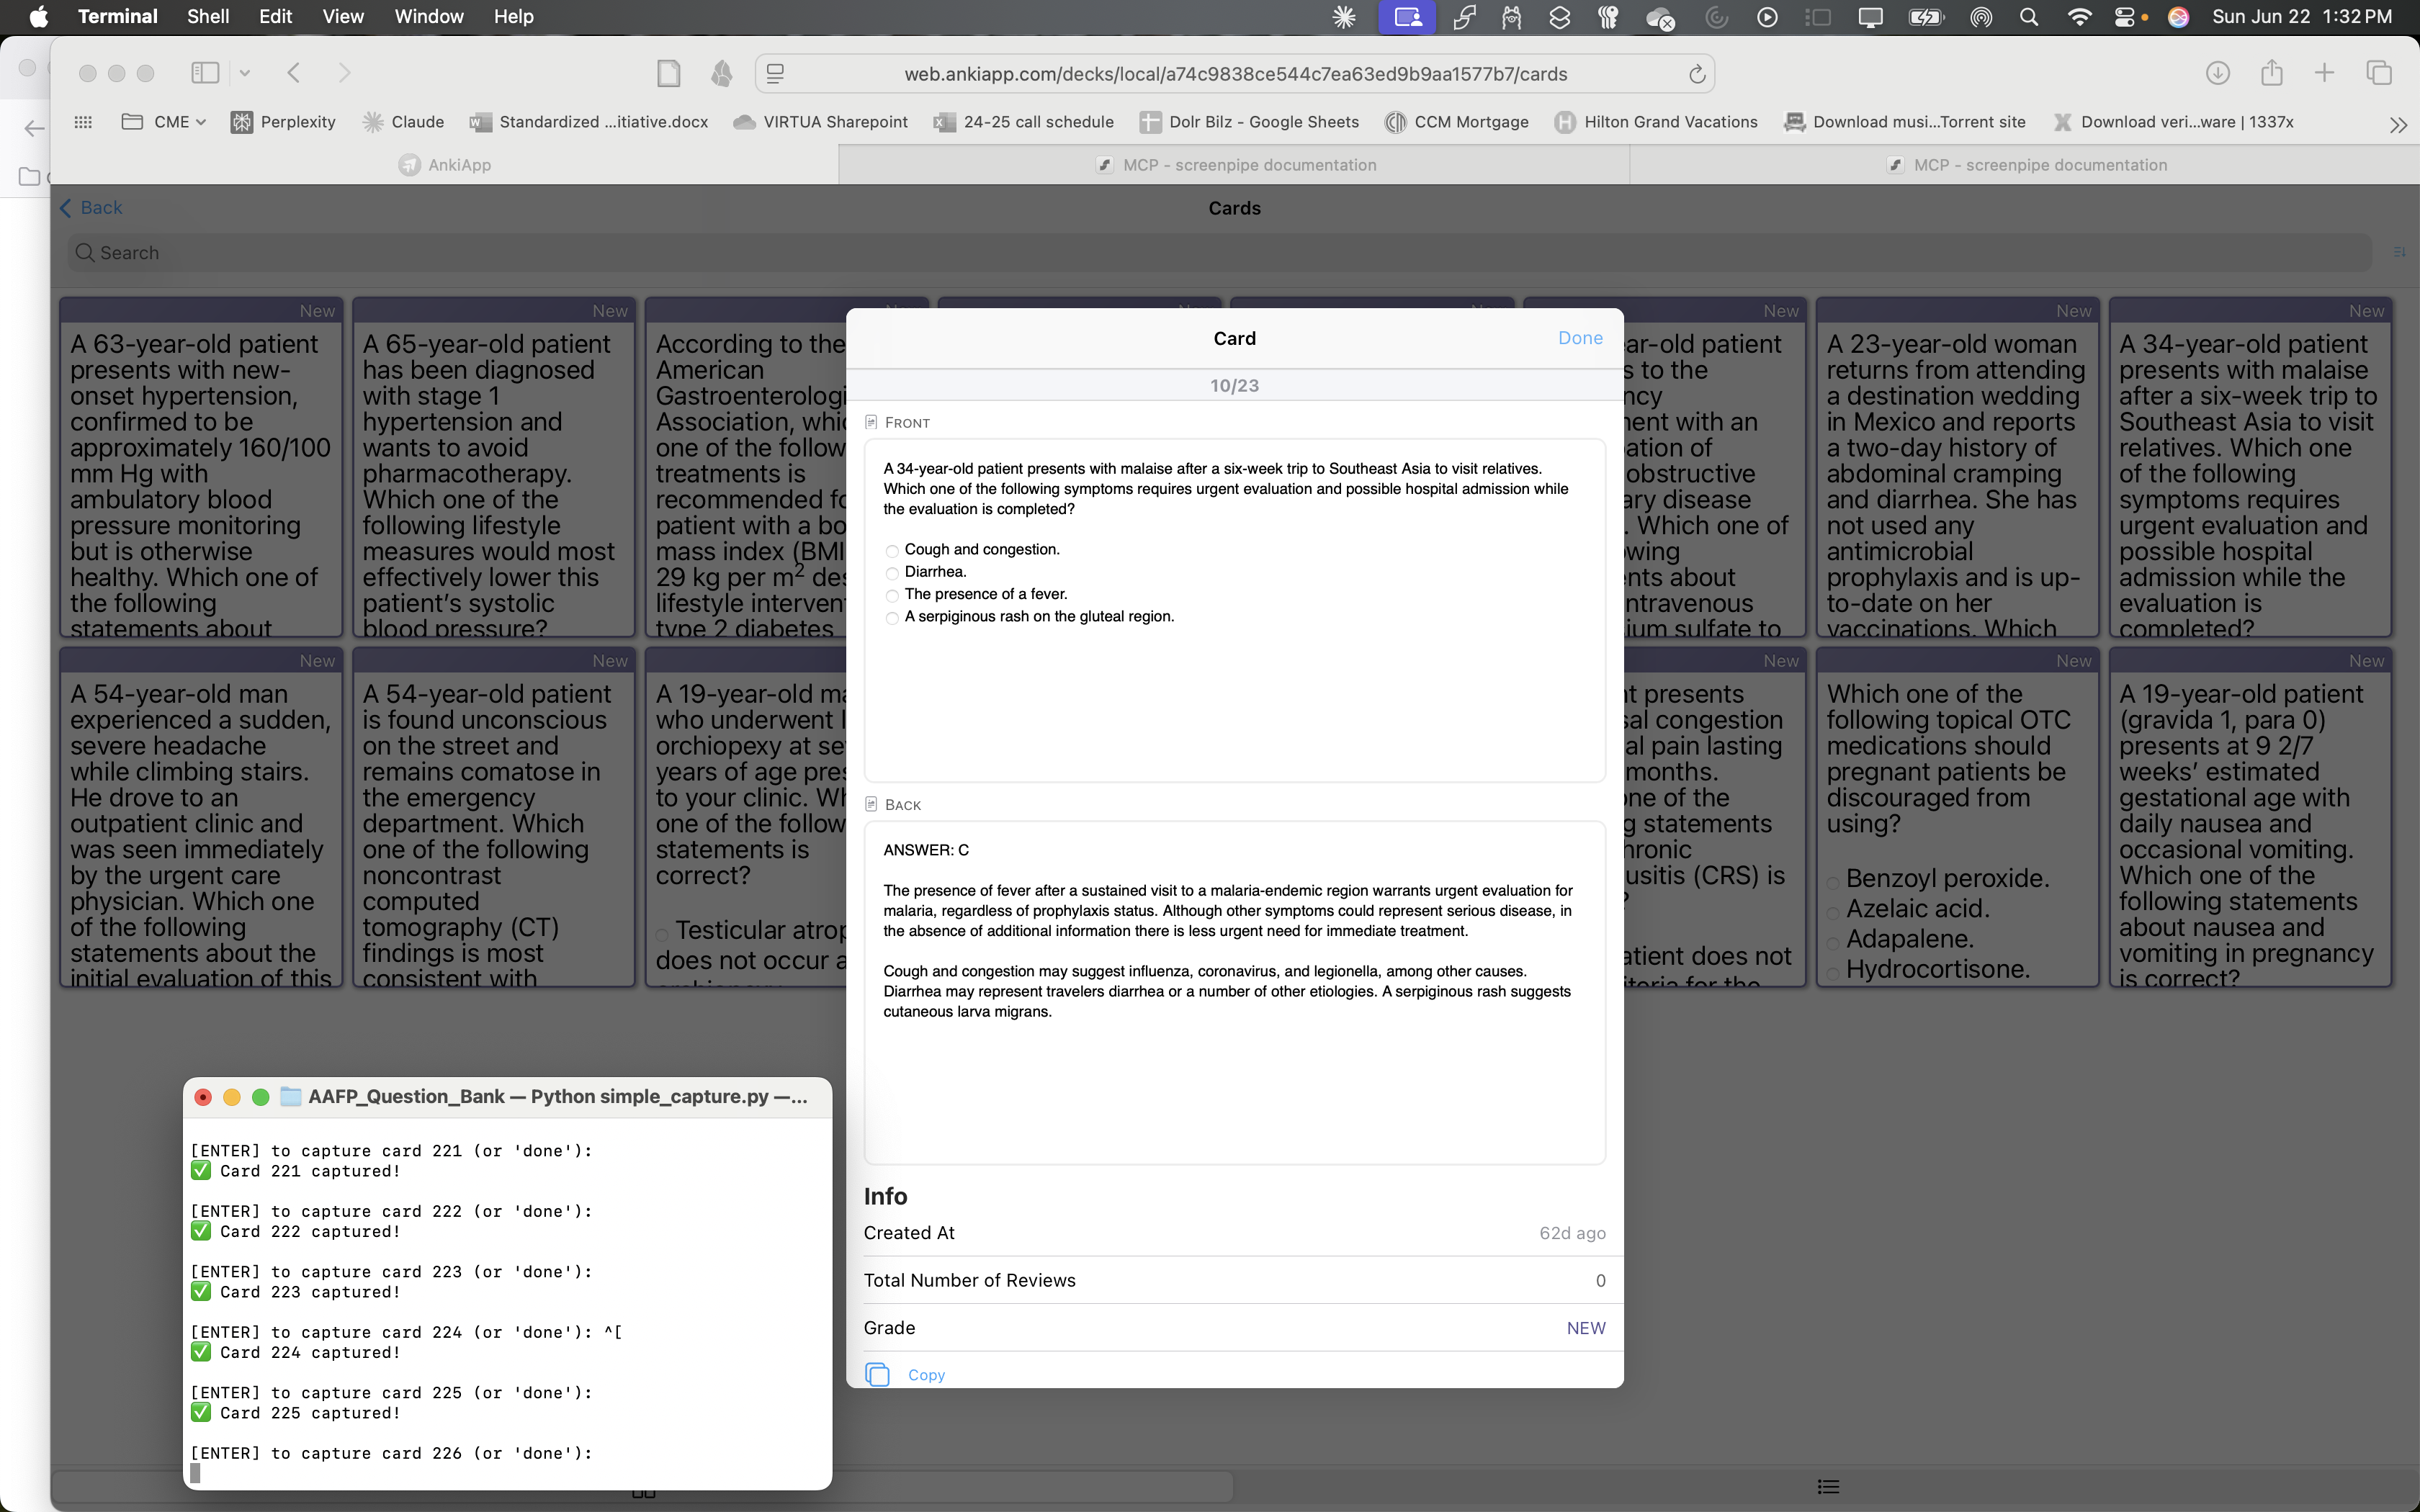 Terminal Shell Edit View Window Help Sun Jun 22 1:32 PM
web.ankiapp.com/decks/local/a74c9838ce544c7ea63ed9b9aa1577b7/cards
CME Perplexity Claude Standardized ...itiative.docx VIRTUA Sharepoint 24-25 call schedule Dolr Bilz - Google Sheets CCM Mortgage Hilton Grand Vacations Download musi...Torrent site Download veri...ware | 1337x
AnkiApp MCP - screenpipe documentation MCP - screenpipe documentation
Back Cards
Search
New
A 63-year-old patient
presents with new-
onset hypertension,
confirmed to be
approximately 160/100
mm Hg with
ambulatory blood
pressure monitoring
but is otherwise
healthy. Which one of
the following
statements about
New
A 65-year-old patient
has been diagnosed
with stage 1
hypertension and
wants to avoid
pharmacotherapy.
Which one of the
following lifestyle
measures would most
effectively lower this
patient's systolic
blood pressure?
According to the
American
Gastroenterologi
Association, whic
one of the follow
treatments is
recommended fo
patient with a bo
mass index (BMI
29 kg per m2 des
lifestyle interven
type 2 diabetes
New
ar-old patient
s to the
ncy
ent with an
ation of
obstructive
ary disease
. Which one of
wing
nts about
ntravenous
ium sulfate to
New
A 23-year-old woman
returns from attending
a destination wedding
in Mexico and reports
a two-day history of
abdominal cramping
and diarrhea. She has
not used any
antimicrobial
prophylaxis and is up-
to-date on her
vaccinations. Which
New
A 34-year-old patient
presents with malaise
after a six-week trip to
Southeast Asia to visit
relatives. Which one
of the following
symptoms requires
urgent evaluation and
possible hospital
admission while the
evaluation is
completed?
New
A 54-year-old man
experienced a sudden,
severe headache
while climbing stairs.
He drove to an
outpatient clinic and
was seen immediately
by the urgent care
physician. Which one
of the following
statements about the
initial evaluation of this
New
A 54-year-old patient
is found unconscious
on the street and
remains comatose in
the emergency
department. Which
one of the following
noncontrast
computed
tomography (CT)
findings is most
consistent with
A 19-year-old ma
who underwent l
orchiopexy at se
years of age pres
to your clinic. Wh
one of the follow
statements is
correct?
Testicular atrop
does not occur a
New
t presents
sal congestion
al pain lasting
months.
ne of the
g statements
hronic
usitis (CRS) is
?
atient does not
New
Which one of the
following topical OTC
medications should
pregnant patients be
discouraged from
using?
Benzoyl peroxide.
Azelaic acid.
Adapalene.
Hydrocortisone.
New
A 19-year-old patient
(gravida 1, para 0)
presents at 9 2/7
weeks' estimated
gestational age with
daily nausea and
occasional vomiting.
Which one of the
following statements
about nausea and
vomiting in pregnancy
is correct?
Card Done
10/23
FRONT
A 34-year-old patient presents with malaise after a six-week trip to Southeast Asia to visit relatives.
Which one of the following symptoms requires urgent evaluation and possible hospital admission while
the evaluation is completed?
Cough and congestion.
Diarrhea.
The presence of a fever.
A serpiginous rash on the gluteal region.
BACK
ANSWER: C
The presence of fever after a sustained visit to a malaria-endemic region warrants urgent evaluation for
malaria, regardless of prophylaxis status. Although other symptoms could represent serious disease, in
the absence of additional information there is less urgent need for immediate treatment.
Cough and congestion may suggest influenza, coronavirus, and legionella, among other causes.
Diarrhea may represent travelers diarrhea or a number of other etiologies. A serpiginous rash suggests
cutaneous larva migrans.
Info
Created At 62d ago
Total Number of Reviews 0
Grade NEW
Copy
AAFP_Question_Bank — Python simple_capture.py —...
[ENTER] to capture card 221 (or 'done'):
✅ Card 221 captured!
[ENTER] to capture card 222 (or 'done'):
✅ Card 222 captured!
[ENTER] to capture card 223 (or 'done'):
✅ Card 223 captured!
[ENTER] to capture card 224 (or 'done'): ^[
✅ Card 224 captured!
[ENTER] to capture card 225 (or 'done'):
✅ Card 225 captured!
[ENTER] to capture card 226 (or 'done'):